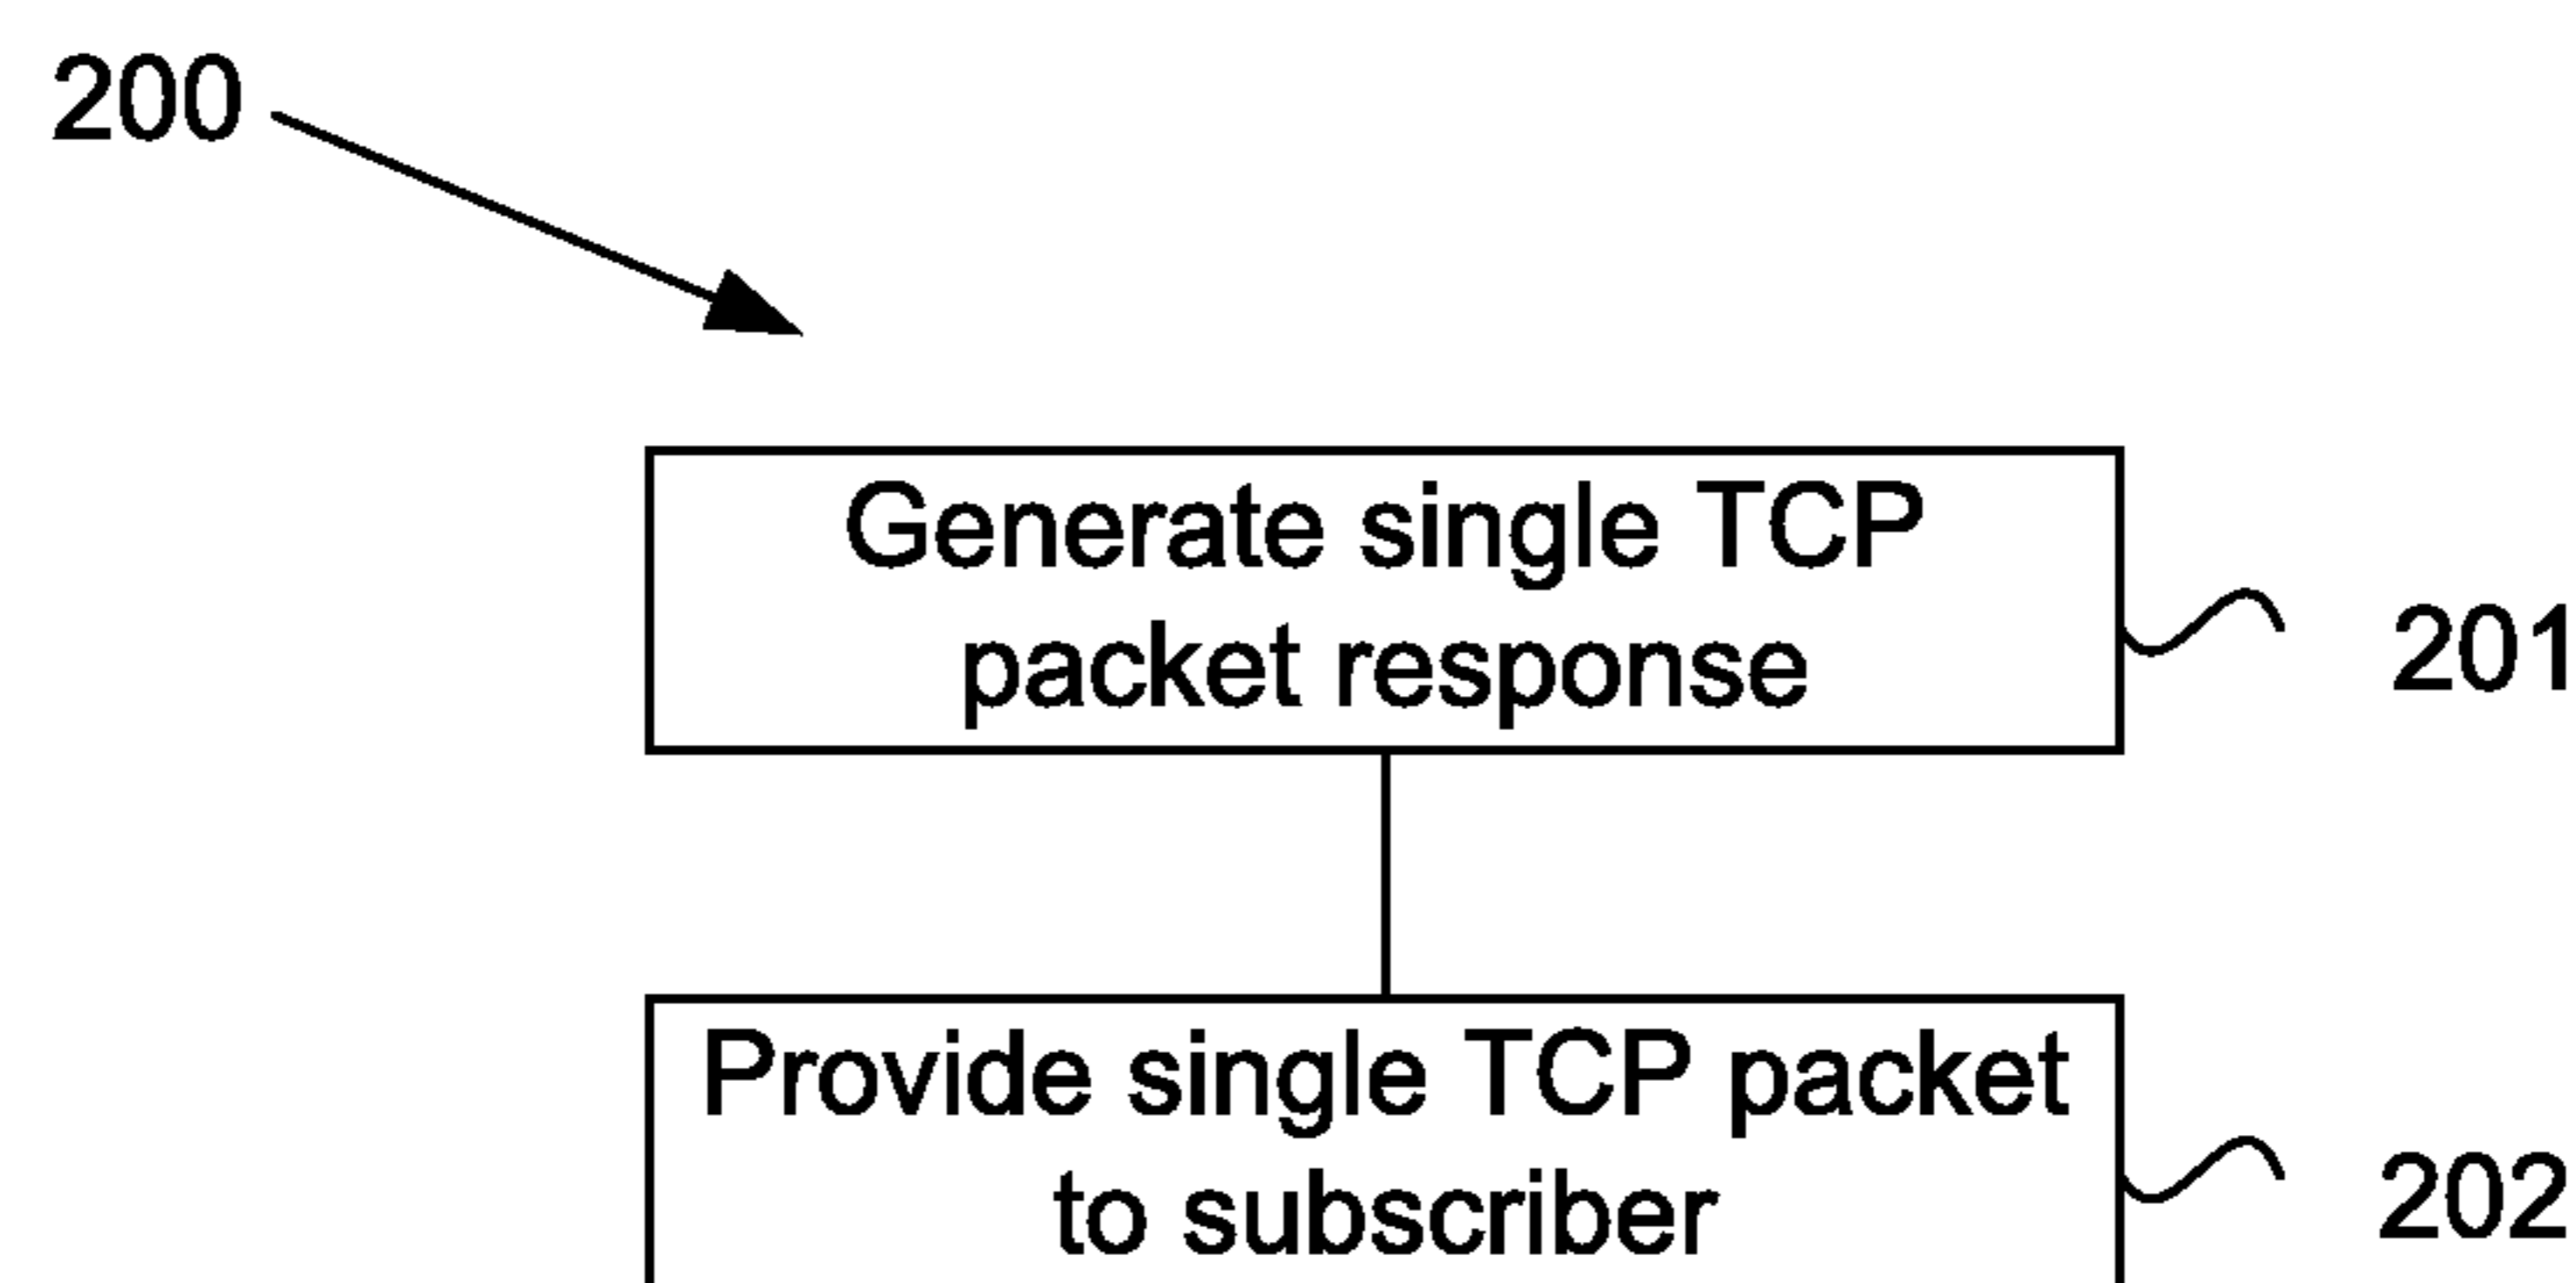 200
Generate single TCP
packet response
201
Provide single TCP packet
to subscriber
202